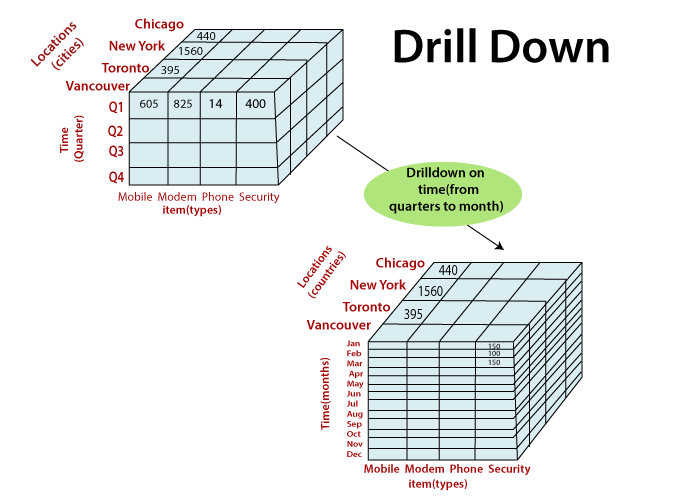 Drill Down
Locations
(cities)
Chicago
New York
Toronto
Vancouver
440
1560
395
Time
(Quarter)
Q1
Q2
Q3
Q4
605 825 14 400
Mobile Modem Phone Security
item(types)
Drilldown on
time(from
quarters to month)
Locations
(countries)
Chicago
New York
Toronto
Vancouver
440
1560
395
Time(months)
Jan
Feb
Mar
Apr
May
Jun
Jul
Aug
Sep
Oct
Nov
Dec
150
100
150
Mobile Modem Phone Security
item(types)